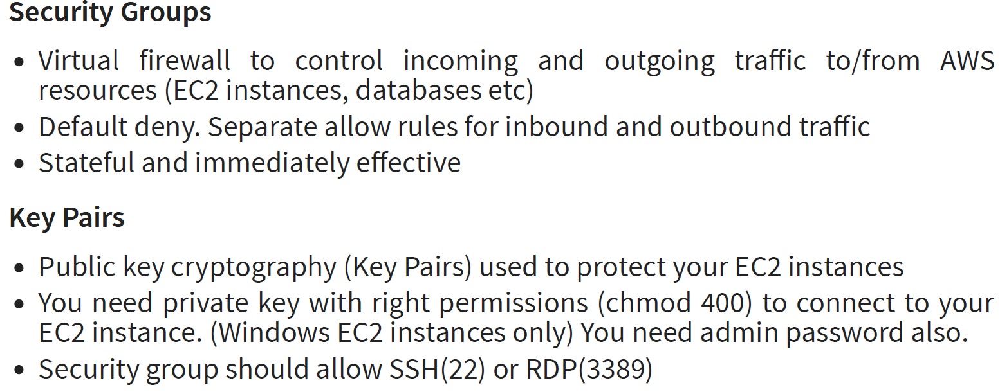 Security Groups
• Virtual firewall to control incoming and outgoing traffic to/from AWS
resources (EC2 instances, databases etc)
• Default deny. Separate allow rules for inbound and outbound traffic
• Stateful and immediately effective
Key Pairs
• Public key cryptography (Key Pairs) used to protect your EC2 instances
• You need private key with right permissions (chmod 400) to connect to your
EC2 instance. (Windows EC2 instances only) You need admin password also.
• Security group should allow SSH(22) or RDP(3389)